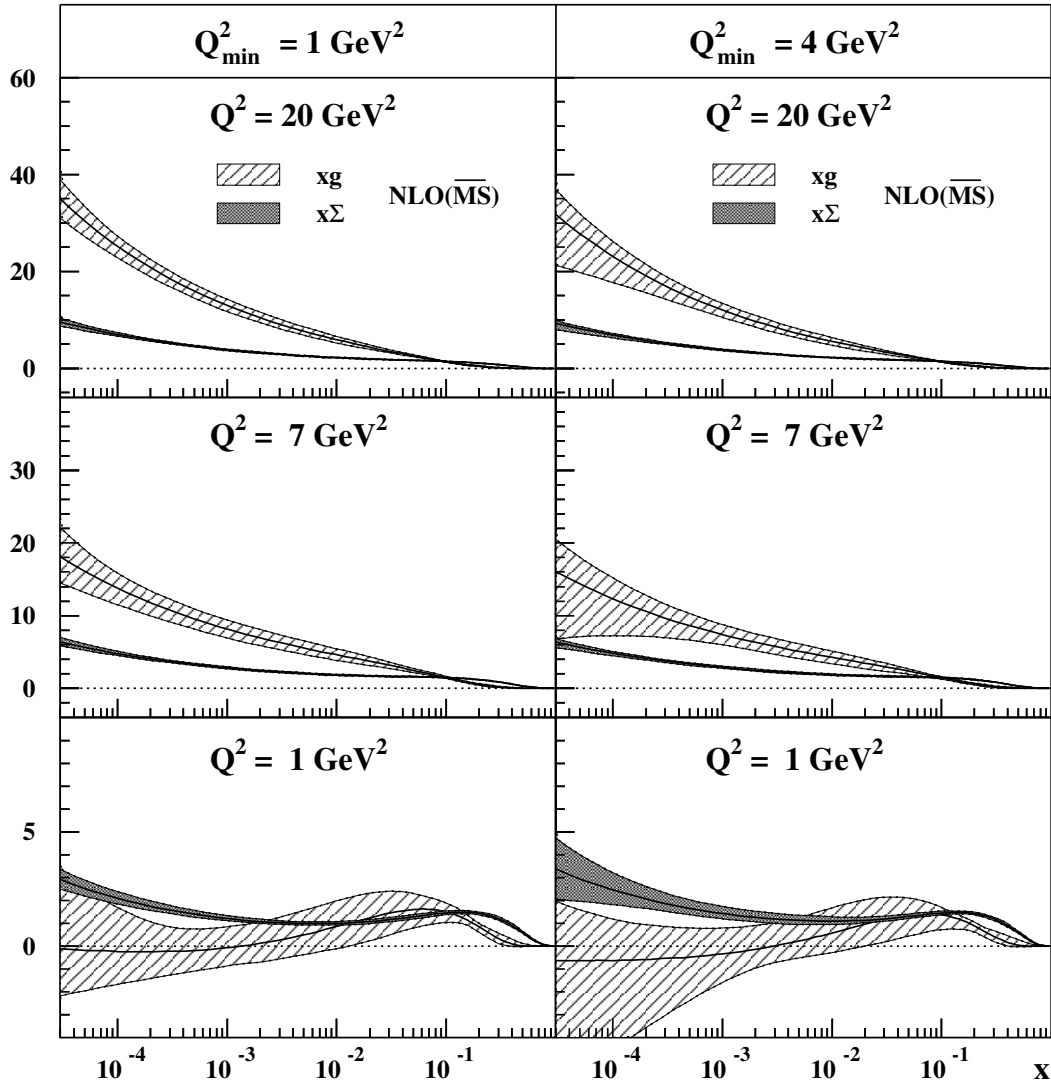 Q²min = 1 GeV²
Q²min = 4 GeV²
60
Q² = 20 GeV²
Q² = 20 GeV²
xg
xΣ
NLO(M̅S̅)
xg
xΣ
NLO(M̅S̅)
40
20
0
Q² = 7 GeV²
Q² = 7 GeV²
30
20
10
0
Q² = 1 GeV²
Q² = 1 GeV²
5
0
10⁻⁴ 10⁻³ 10⁻² 10⁻¹ 10⁻⁴ 10⁻³ 10⁻² 10⁻¹ x